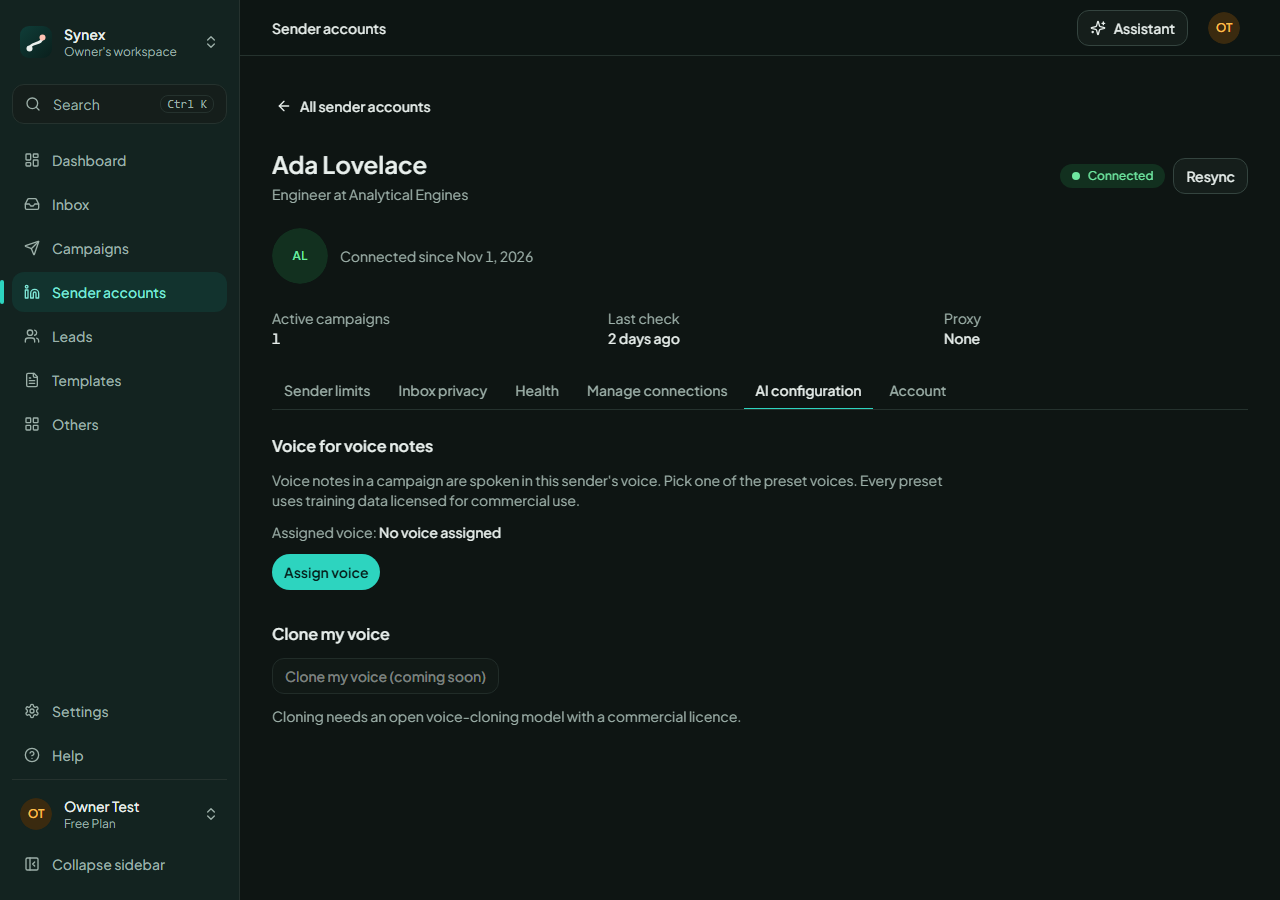 Synex
Owner's workspace
Search
Ctrl K
Dashboard
Inbox
Campaigns
Sender accounts
Leads
Templates
Others
Settings
Help
OT
Owner Test
Free Plan
Collapse sidebar
Sender accounts
Assistant
OT
All sender accounts
Ada Lovelace
Engineer at Analytical Engines
Connected
Resync
AL
Connected since Nov 1, 2026
Active campaigns
1
Last check
2 days ago
Proxy
None
Sender limits
Inbox privacy
Health
Manage connections
AI configuration
Account
Voice for voice notes
Voice notes in a campaign are spoken in this sender's voice. Pick one of the preset voices. Every preset
uses training data licensed for commercial use.
Assigned voice: No voice assigned
Assign voice
Clone my voice
Clone my voice (coming soon)
Cloning needs an open voice-cloning model with a commercial licence.